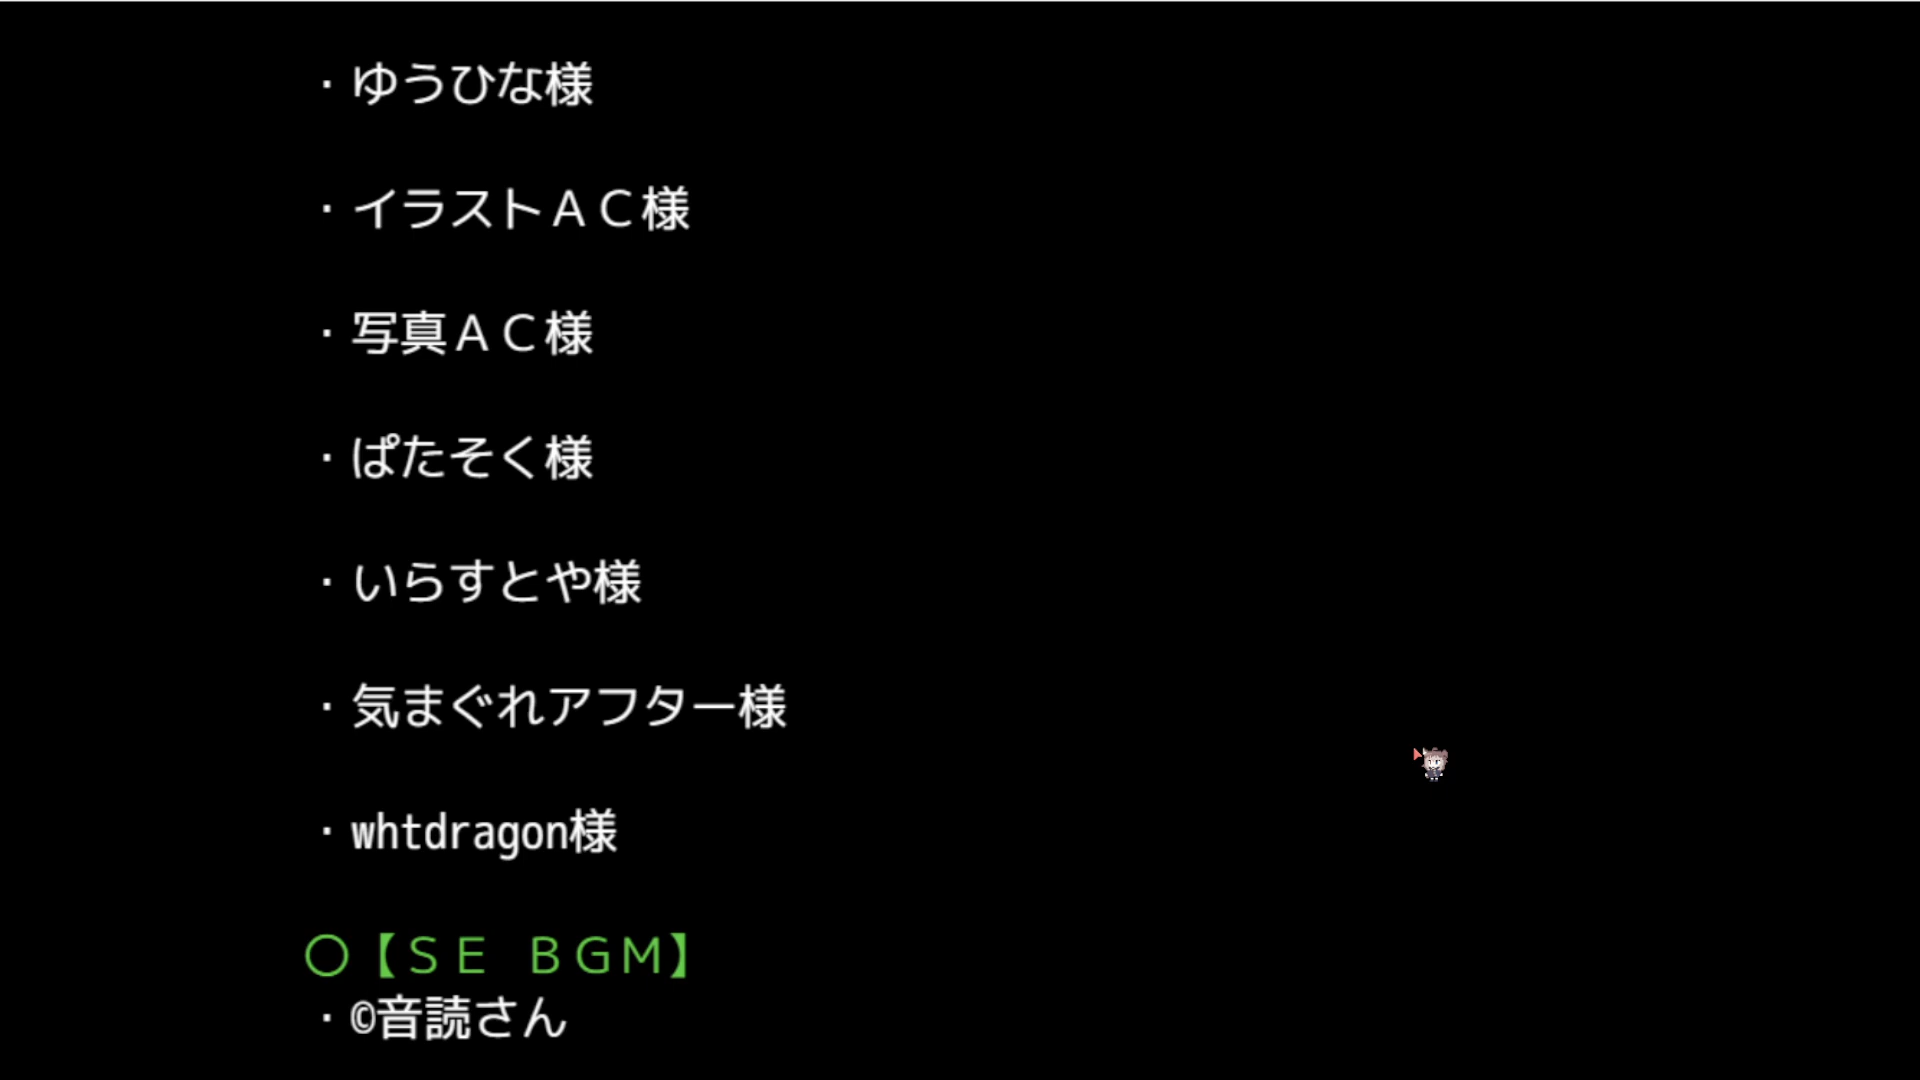 ・ゆうひな様
・イラストＡＣ様
・写真ＡＣ様
・ぱたそく様
・いらすとや様
・気まぐれアフター様
・whtdragon様
〇【ＳＥ　ＢＧＭ】
・©音読さん